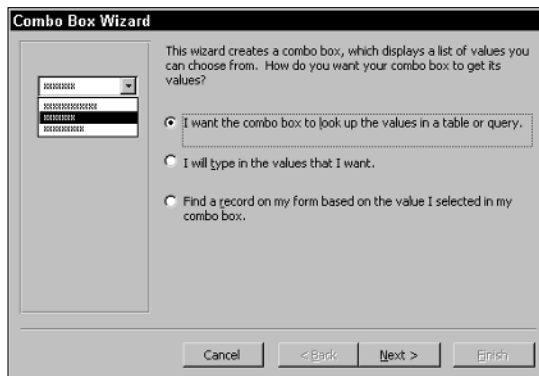 Combo Box Wizard
This wizard creates a combo box, which displays a list of values you
can choose from.  How do you want your combo box to get its
values?
I want the combo box to look up the values in a table or query.
I will type in the values that I want.
Find a record on my form based on the value I selected in my
combo box.
Cancel
< Back
Next >
Finish